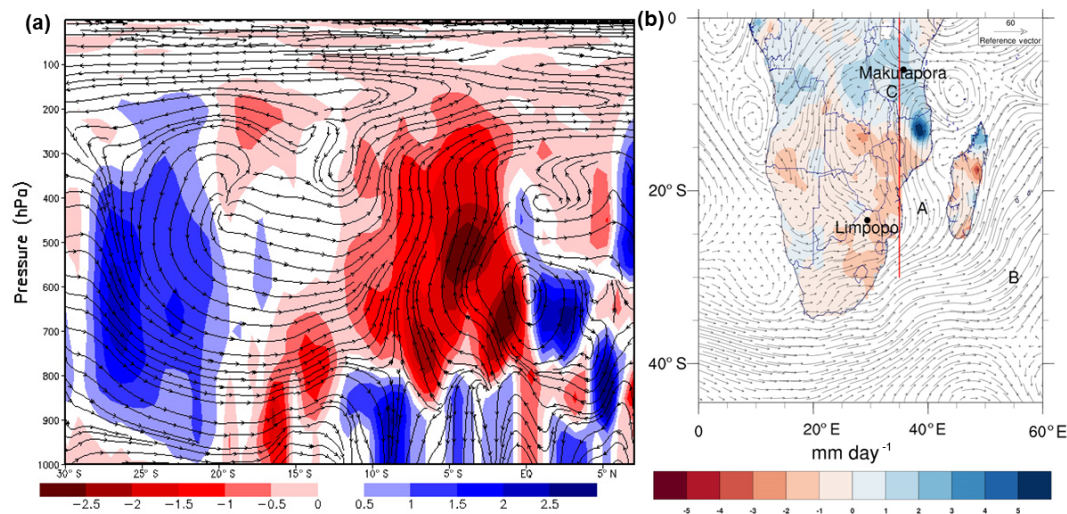 (a)
Pressure (hPa)
100
200
300
400
500
600
700
800
900
1000
30°S
25°S
20°S
15°S
10°S
5°S
EQ
5°N
-2.5
-2
-1.5
-1
-0.5
0
0.5
1
1.5
2
2.5
(b)
60
Reference vector
Makutapora
C
A
Limpopo
B
0
20° S
40° S
0
20°E
40°E
60°E
mm day-1
-5
-4
-3
-2
-1
0
1
2
3
4
5